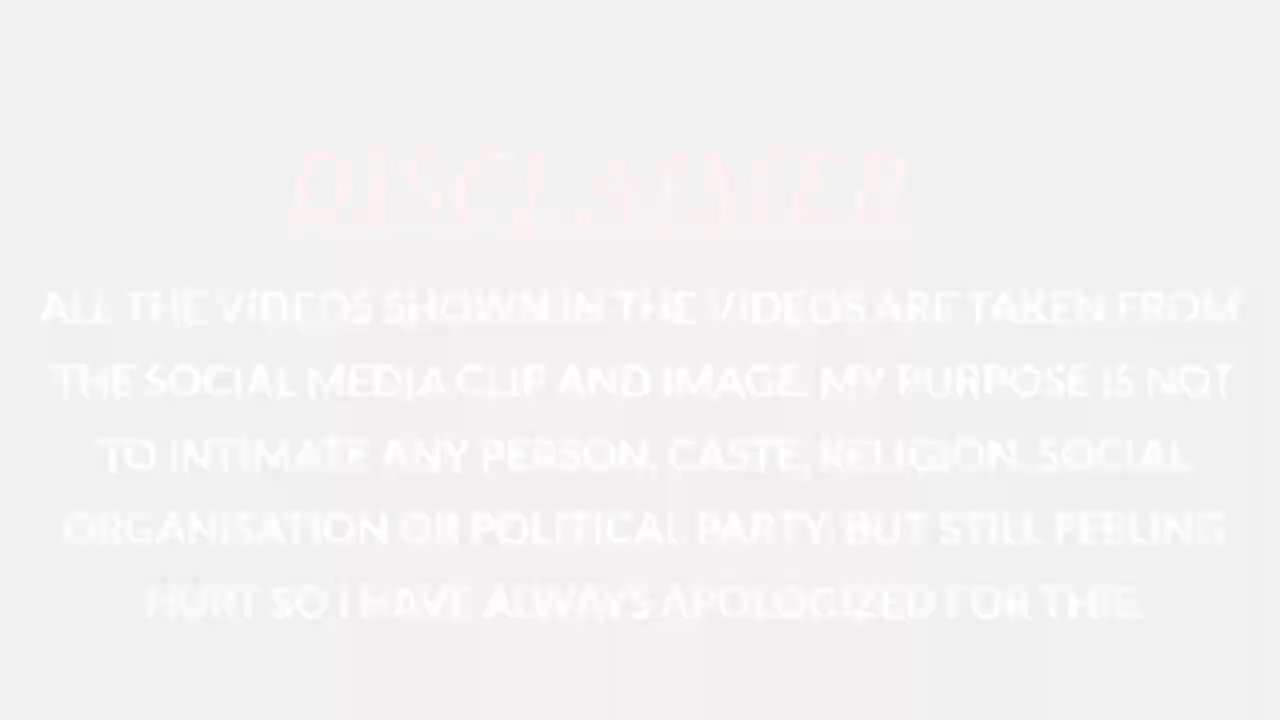 DISCLAIMER
ALL THE VIDEOS SHOWN IN THE VIDEOS ARE TAKEN FROM
THE SOCIAL MEDIA CLIP AND IMAGE. MY PURPOSE IS NOT
TO INTIMATE ANY PERSON, CASTE, RELIGION, SOCIAL
ORGANISATION OR POLITICAL PARTY. BUT STILL FEELING
HURT SO I HAVE ALWAYS APOLOGIZED FOR THIS.